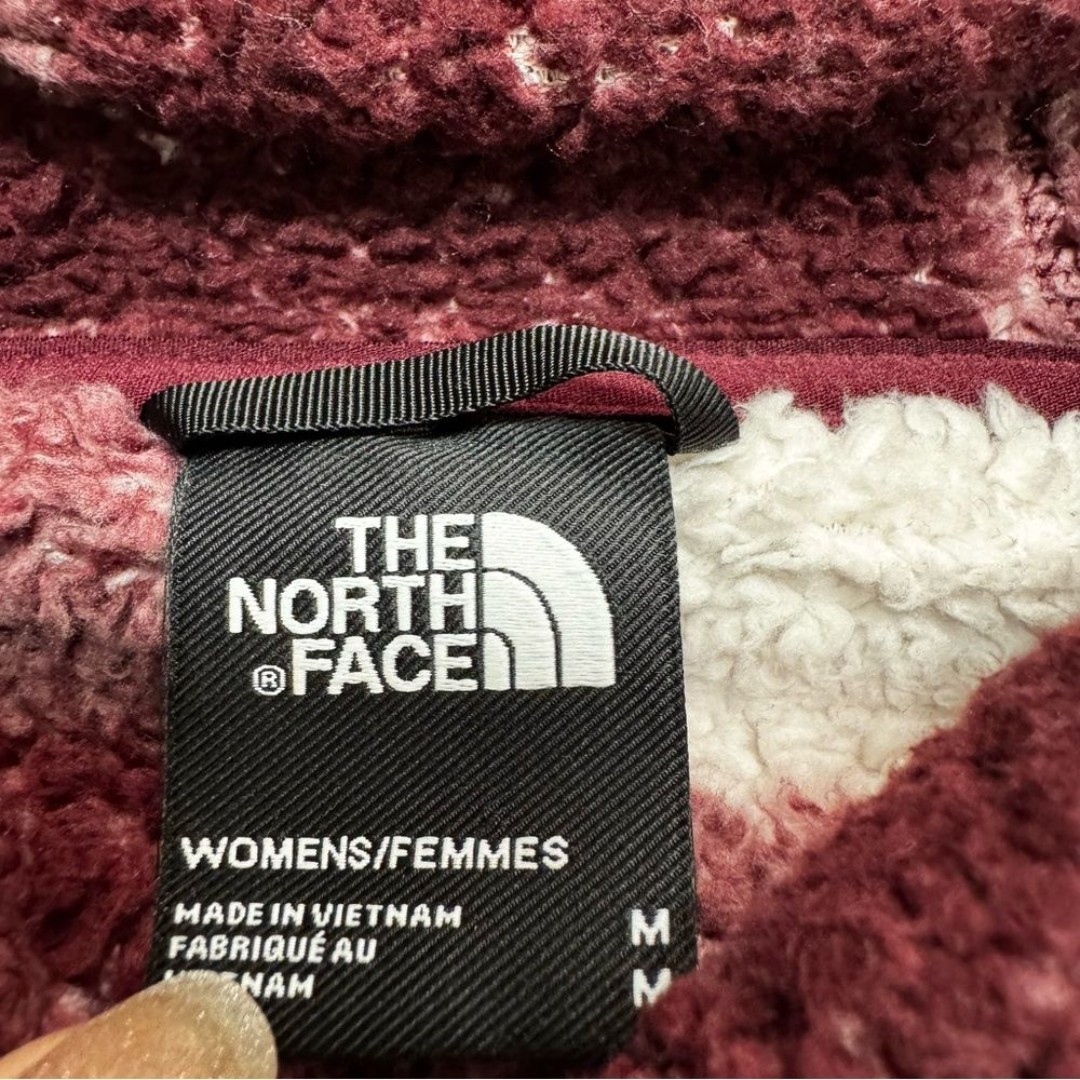 THE
NORTH
® FACE
WOMENS/FEMMES
MADE IN VIETNAM
FABRIQUÉ AU M
M